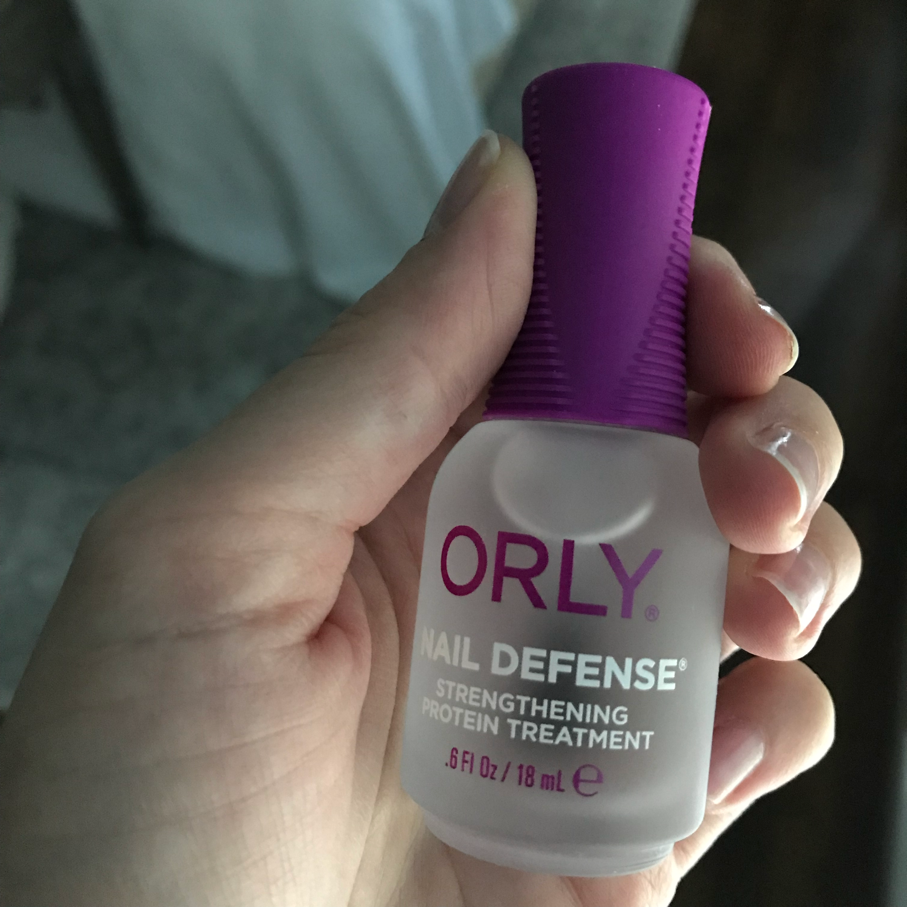 ORLY®
NAIL DEFENSE®
STRENGTHENING
PROTEIN TREATMENT
.6 Fl Oz / 18 mL ℮